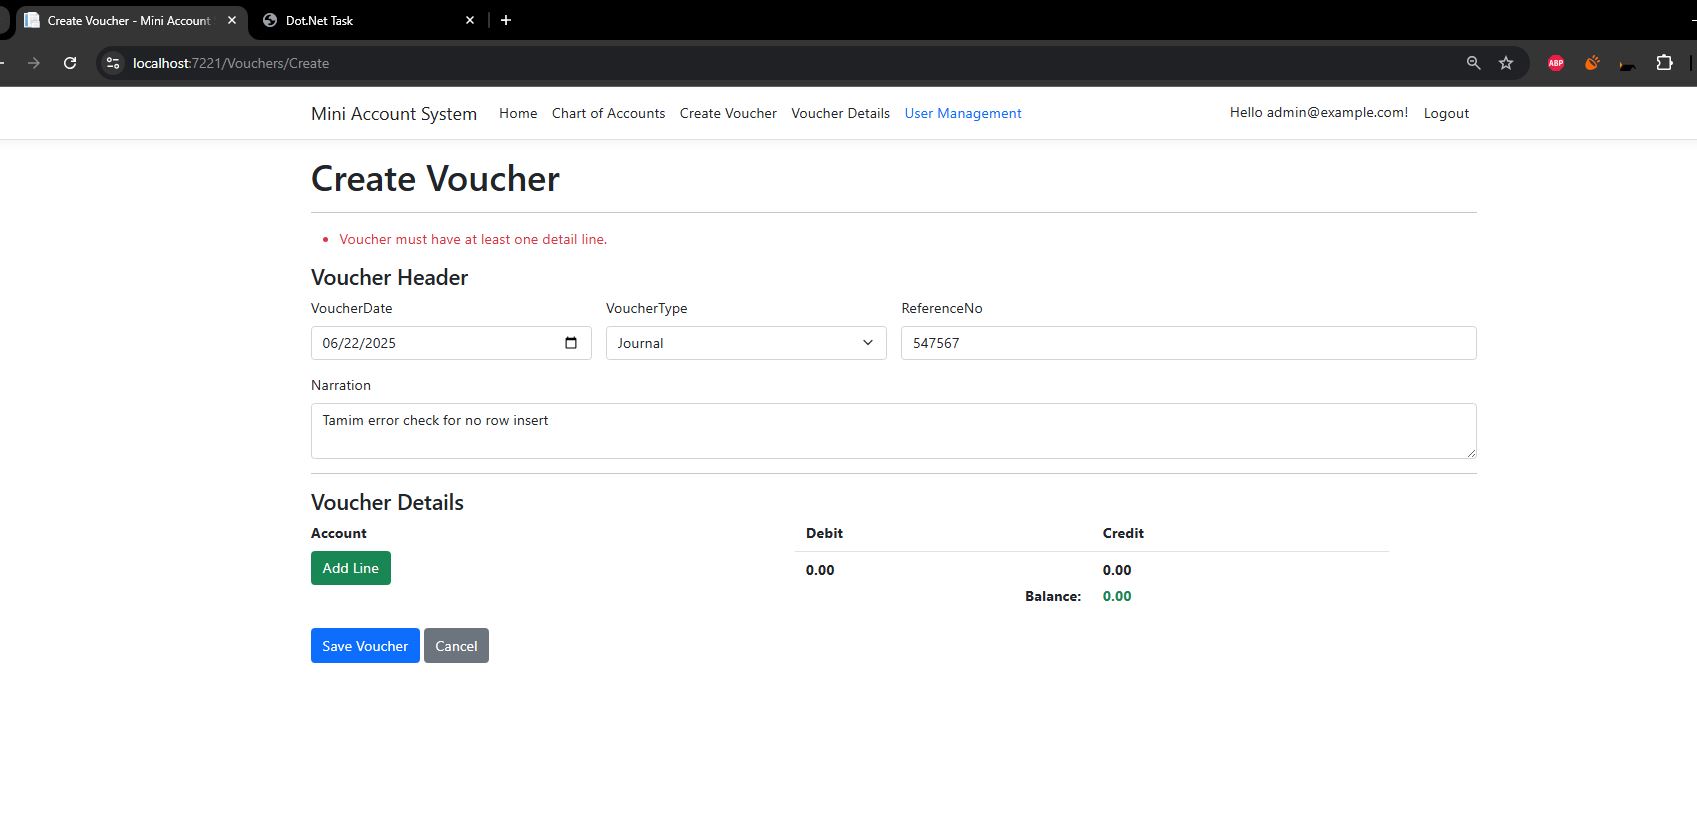 Create Voucher - Mini Account
Dot.Net Task
localhost:7221/Vouchers/Create
ABP
Mini Account System Home Chart of Accounts Create Voucher Voucher Details User Management Hello admin@example.com! Logout
Create Voucher
Voucher must have at least one detail line.
Voucher Header
VoucherDate VoucherType ReferenceNo
06/22/2025 Journal 547567
Narration
Tamim error check for no row insert
Voucher Details
Account Debit Credit
Add Line 0.00 0.00
Balance: 0.00
Save Voucher Cancel